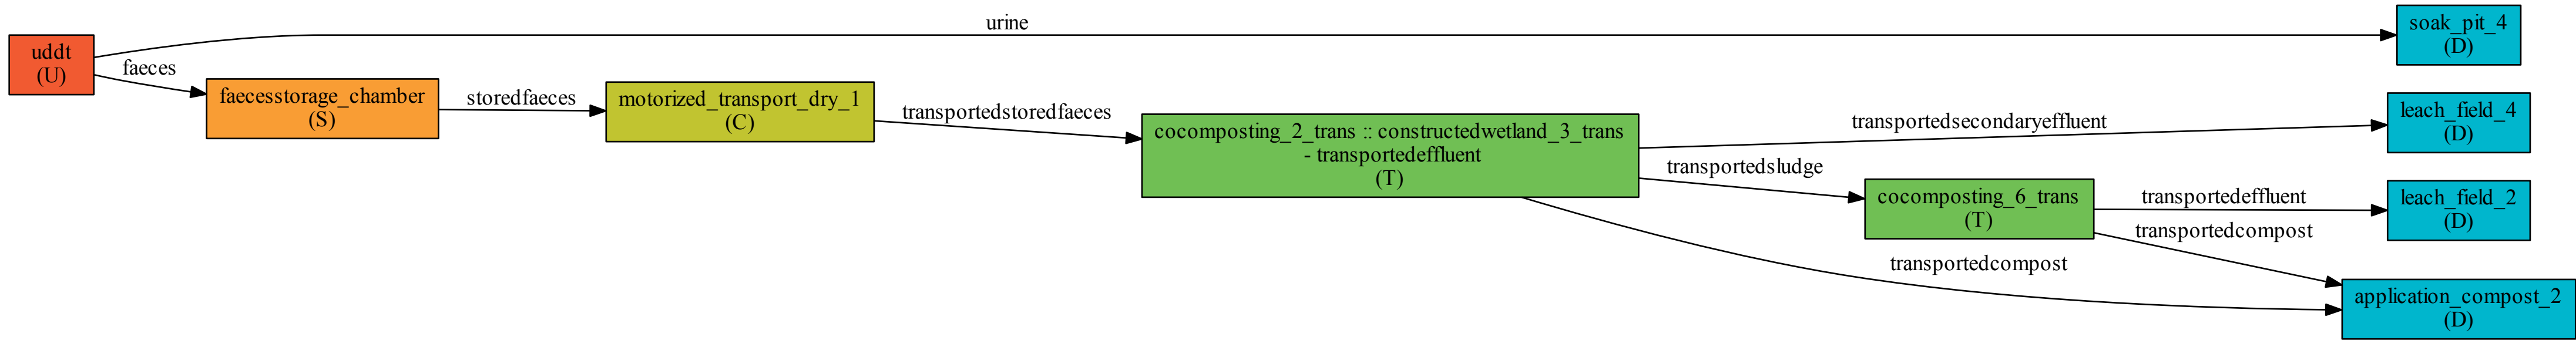 uddt
(U)
urine
faeces
faecesstorage_chamber
(S)
storedfaeces
motorized_transport_dry_1
(C)
transportedstoredfaeces
cocomposting_2_trans :: constructedwetland_3_trans
- transportedeffluent
(T)
transportedsecondaryeffluent
transportedsludge
transportedcompost
cocomposting_6_trans
(T)
transportedeffluent
transportedcompost
soak_pit_4
(D)
leach_field_4
(D)
leach_field_2
(D)
application_compost_2
(D)